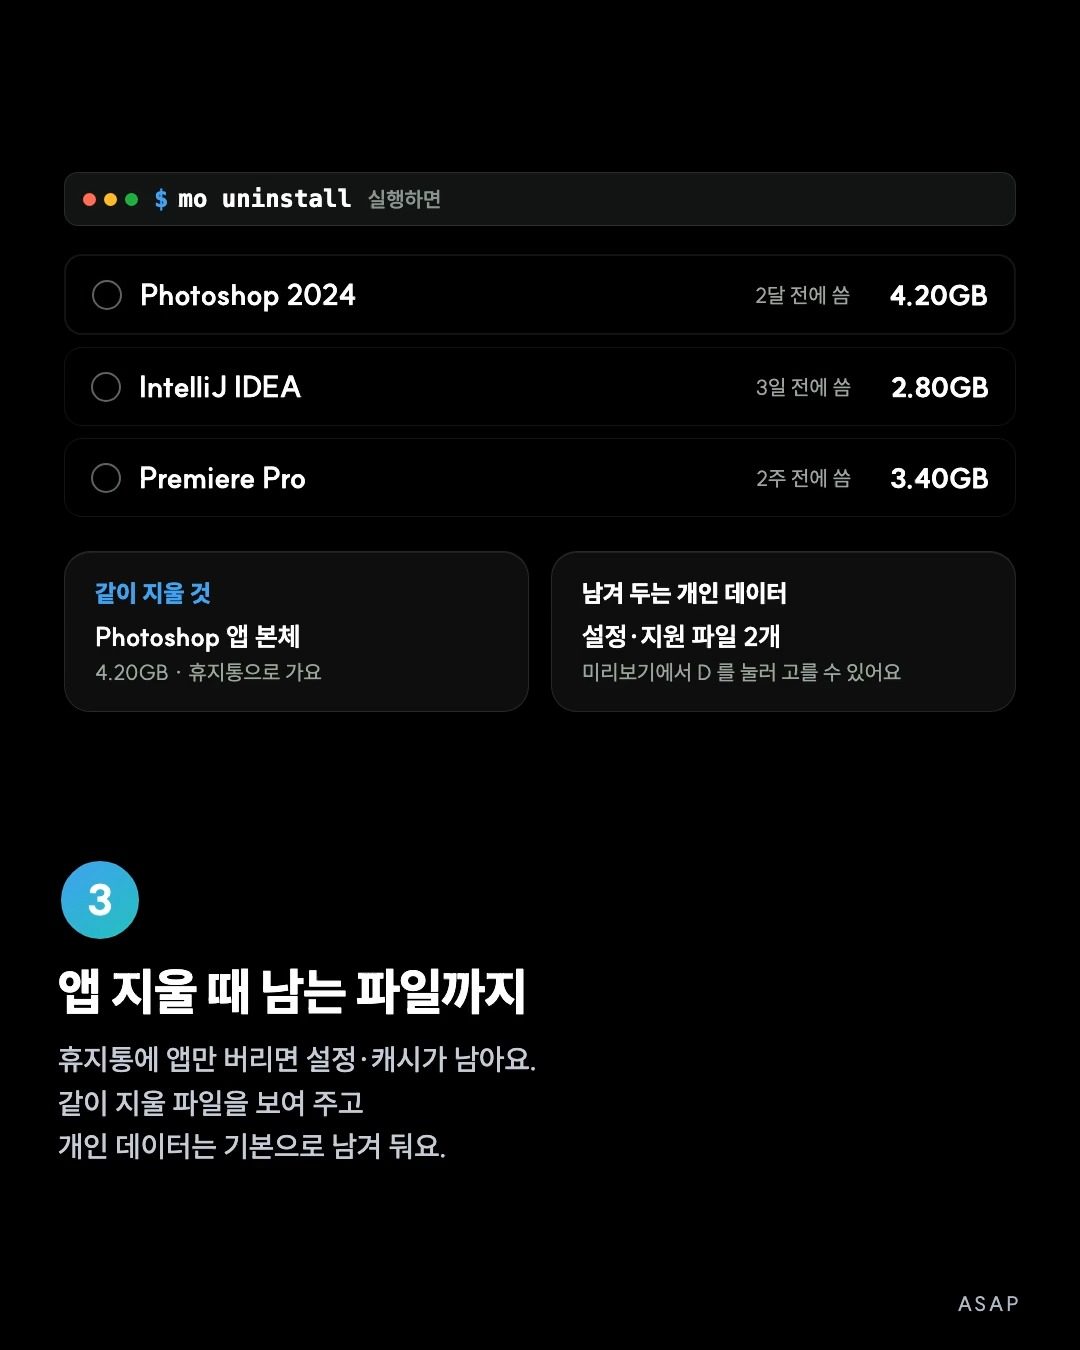 $ mo uninstall 실행하면
Photoshop 2024 2달 전에 씀 4.20GB
IntelliJ IDEA 3일 전에 씀 2.80GB
Premiere Pro 2주 전에 씀 3.40GB
같이 지울 것
Photoshop 앱 본체
4.20GB · 휴지통으로 가요
남겨 두는 개인 데이터
설정·지원 파일 2개
미리보기에서 D 를 눌러 고를 수 있어요
3
앱 지울 때 남는 파일까지
휴지통에 앱만 버리면 설정·캐시가 남아요.
같이 지울 파일을 보여 주고
개인 데이터는 기본으로 남겨 둬요.
ASAP